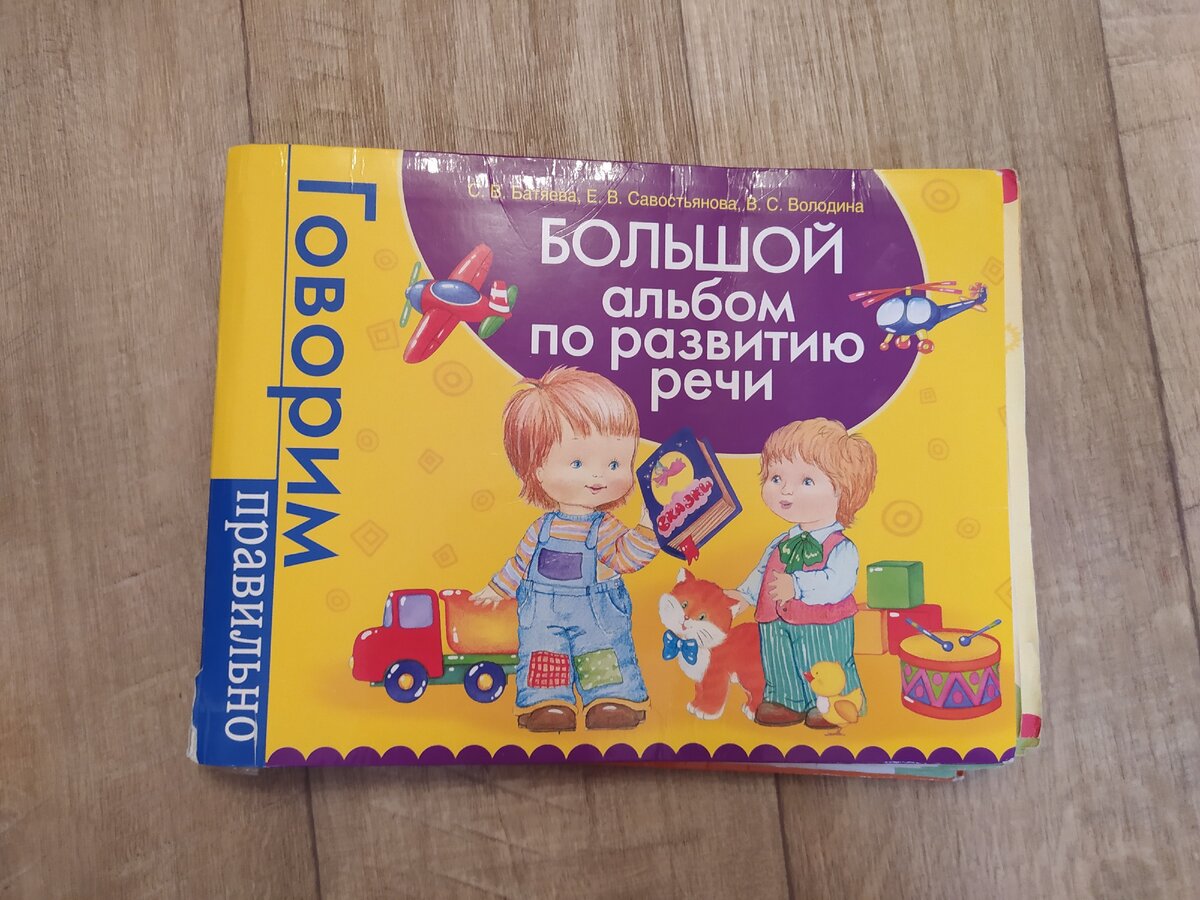 Говорим
правильно
С. В. Батяева, Е. В. Савостьянова, В. С. Володина
БОЛЬШОЙ
альбом
по развитию
речи
СКАЗКИ